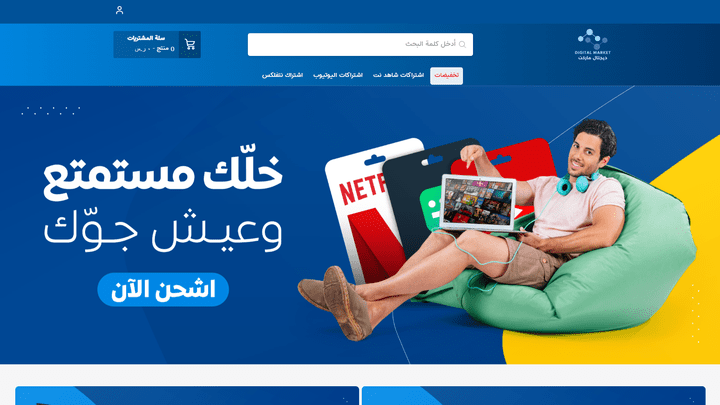 سلة المشتريات
0 منتج - ٠ ر.س
أدخل كلمة البحث
DIGITAL MARKET
ديجتال ماركت
تخفيضات
اشتراكات شاهد نت
اشتراكات اليوتيوب
اشتراك نتفلكس
خلّك مستمتع
وعيش جوّك
اشحن الآن
NETF